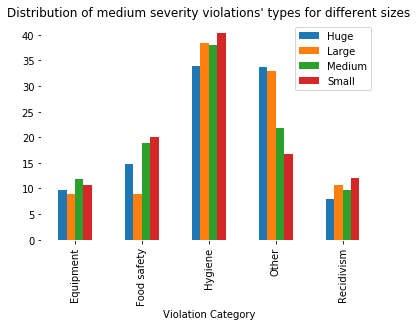 Distribution of medium severity violations' types for different sizes
Huge
Large
Medium
Small
40
35
30
25
20
15
10
5
0
Equipment
Food safety
Hygiene
Other
Recidivism
Violation Category